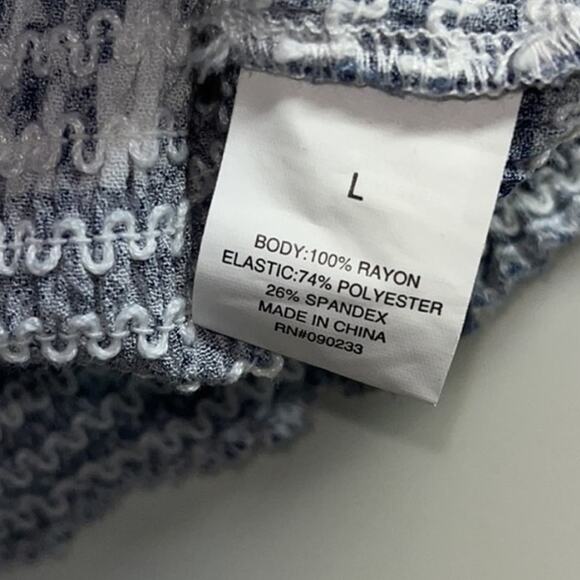 L
BODY:100% RAYON
ELASTIC:74% POLYESTER
26% SPANDEX
MADE IN CHINA
RN#090233